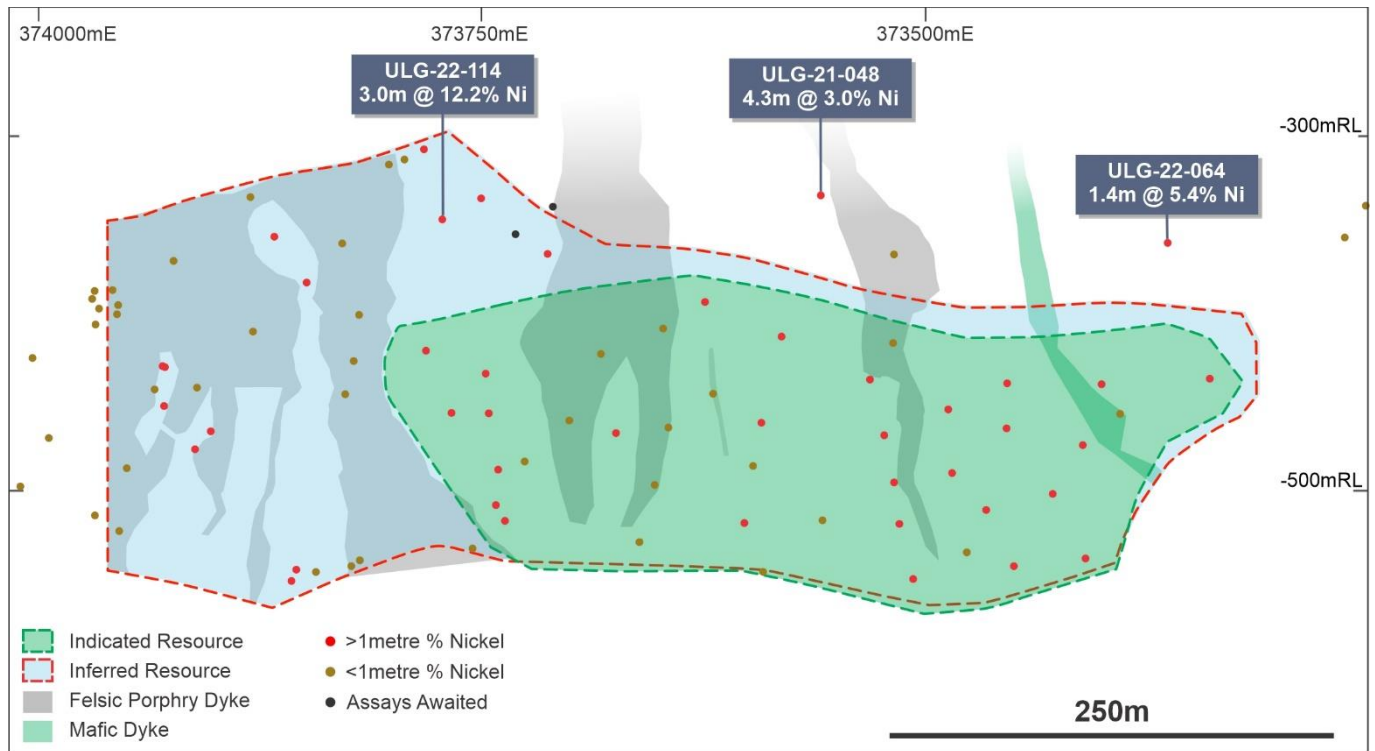 374000mE
373750mE
373500mE
ULG-22-114
3.0m @ 12.2% Ni
ULG-21-048
4.3m @ 3.0% Ni
-300mRL
ULG-22-064
1.4m @ 5.4% Ni
-500mRL
Indicated Resource
Inferred Resource
Felsic Porphry Dyke
Mafic Dyke
>1metre % Nickel
<1metre % Nickel
Assays Awaited
250m